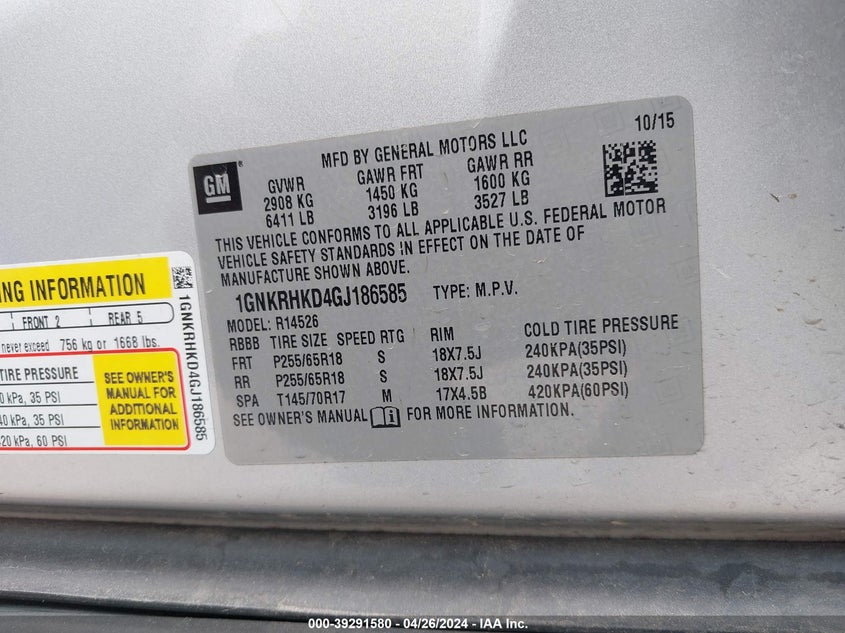 10/15
MFD BY GENERAL MOTORS LLC
GM ®
GVWR GAWR FRT GAWR RR
2908 KG 1450 KG 1600 KG
6411 LB 3196 LB 3527 LB
THIS VEHICLE CONFORMS TO ALL APPLICABLE U.S. FEDERAL MOTOR
VEHICLE SAFETY STANDARDS IN EFFECT ON THE DATE OF
MANUFACTURE SHOWN ABOVE.
1GNKRHKD4GJ186585 TYPE: M.P.V.
MODEL: R14526
RBBB TIRE SIZE SPEED RTG RIM COLD TIRE PRESSURE
FRT P255/65R18 S 18X7.5J 240KPA(35PSI)
RR P255/65R18 S 18X7.5J 240KPA(35PSI)
SPA T145/70R17 M 17X4.5B 420KPA(60PSI)
SEE OWNER'S MANUAL FOR MORE INFORMATION.
NG INFORMATION
FRONT 2 REAR 5
never exceed 756 kg or 1668 lbs.
TIRE PRESSURE
0 kPa, 35 PSI
40 kPa, 35 PSI
420 kPa, 60 PSI
SEE OWNER'S
MANUAL FOR
ADDITIONAL
INFORMATION
1GNKRHKD4GJ186585
000-39291580 - 04/26/2024 - IAA Inc.